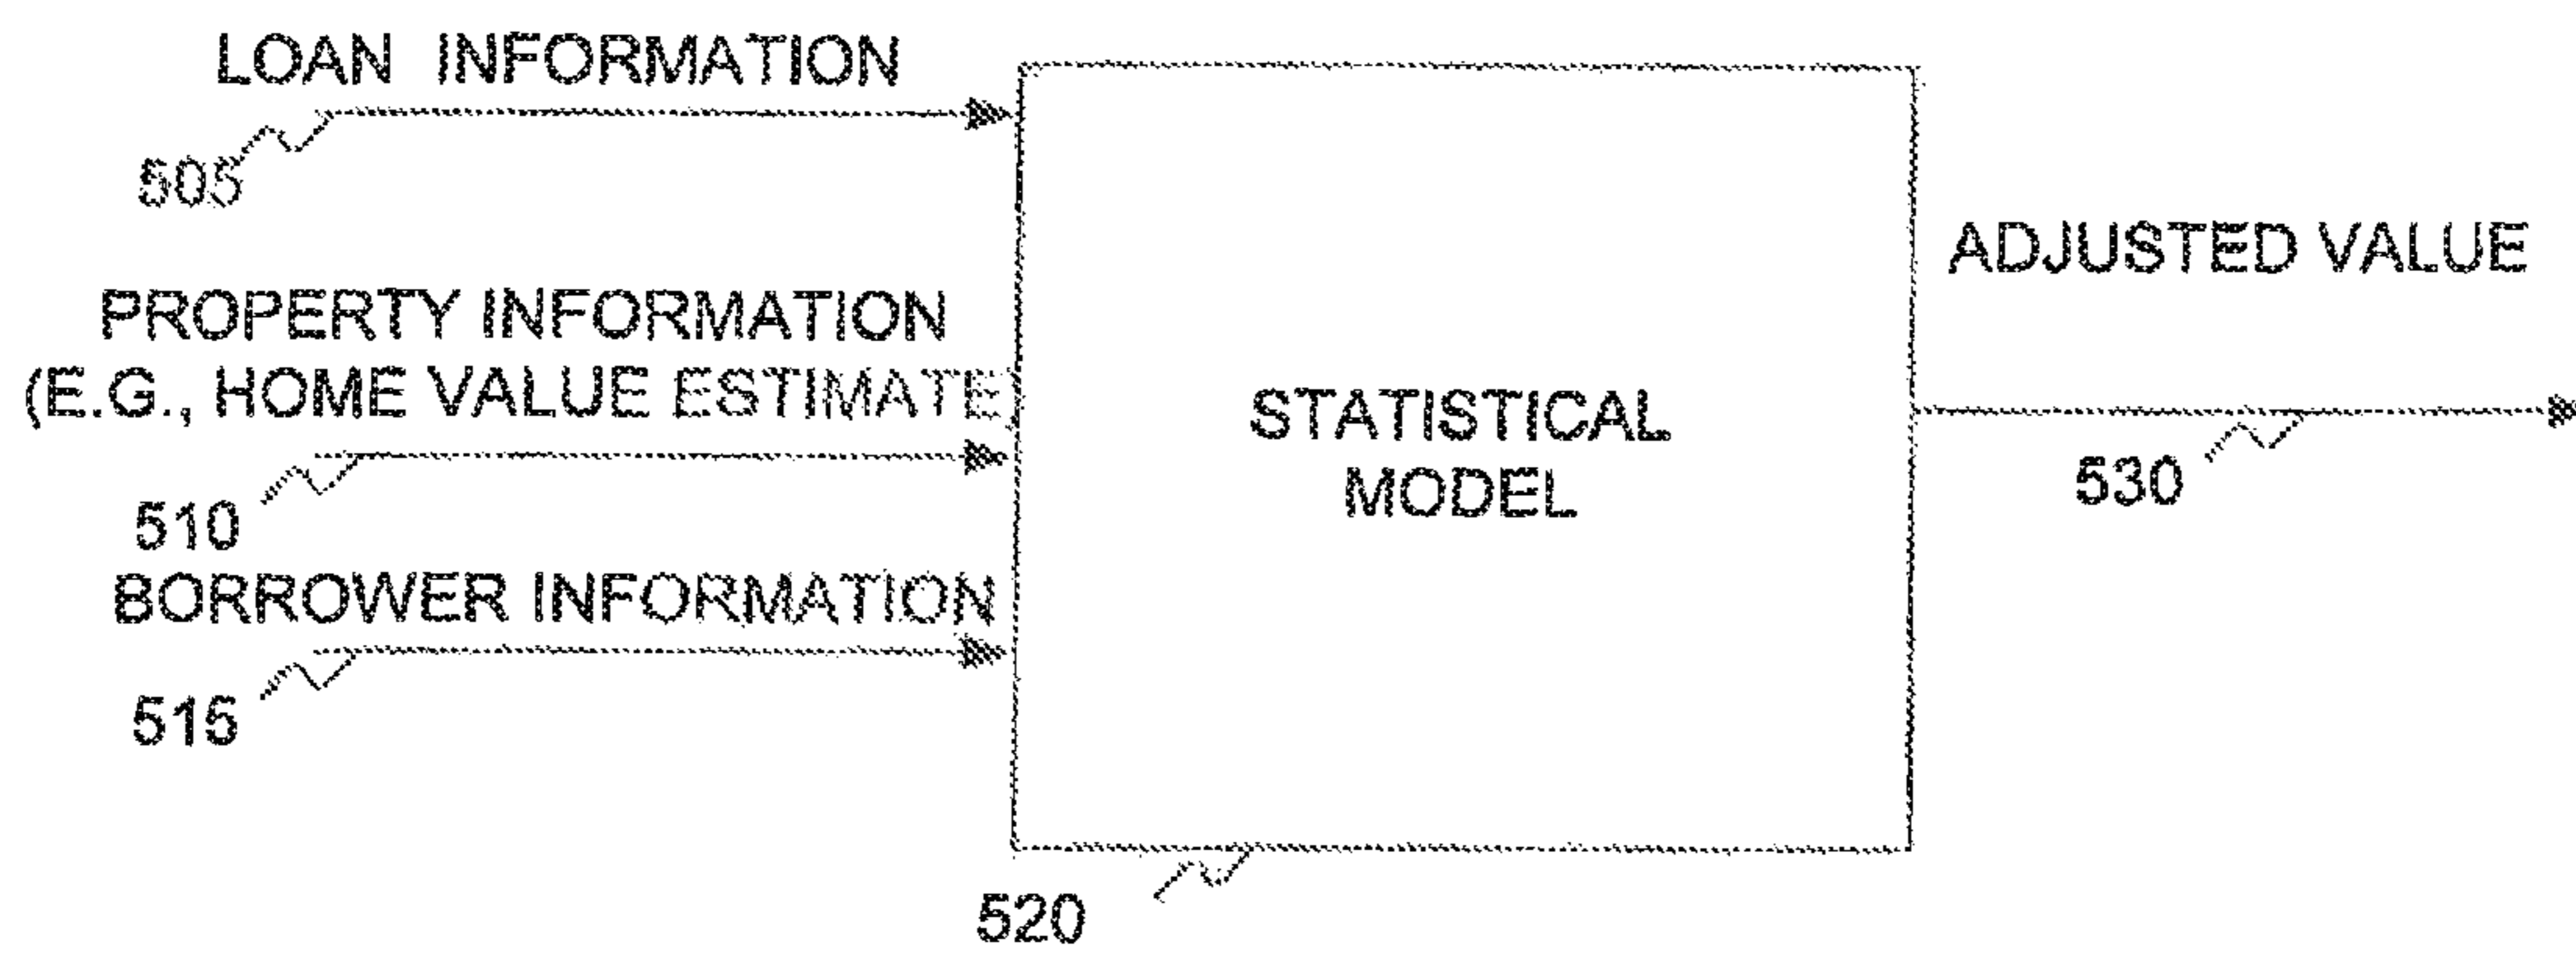 LOAN INFORMATION
505
PROPERTY INFORMATION
(E.G., HOME VALUE ESTIMATE)
510
BORROWER INFORMATION
515
STATISTICAL
MODEL
520
ADJUSTED VALUE
530